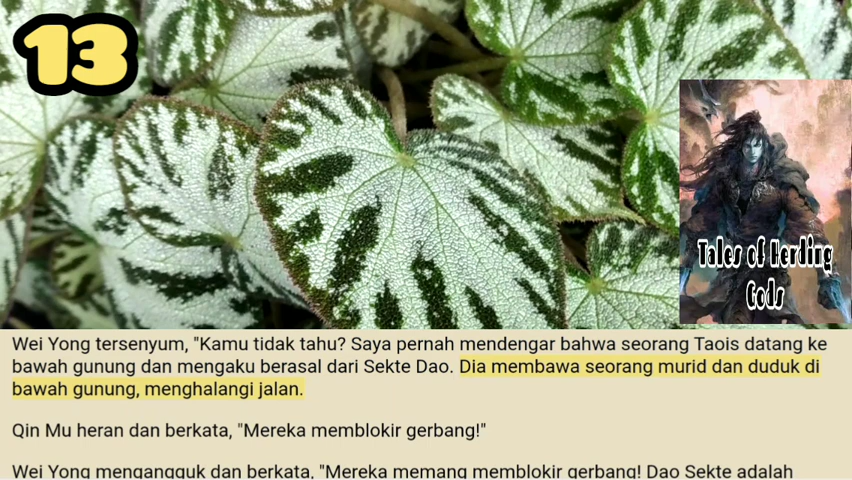 13
Tales of Herding
Gods
Wei Yong tersenyum, "Kamu tidak tahu? Saya pernah mendengar bahwa seorang Taois datang ke
bawah gunung dan mengaku berasal dari Sekte Dao. Dia membawa seorang murid dan duduk di
bawah gunung, menghalangi jalan.
Qin Mu heran dan berkata, "Mereka memblokir gerbang!"
Wei Yong mengangguk dan berkata, "Mereka memang memblokir gerbang! Dao Sekte adalah